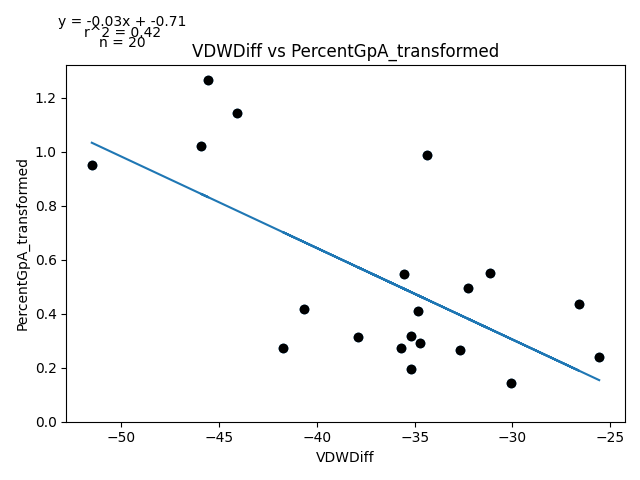 y = -0.03x + -0.71
r^2 = 0.42
n = 20
VDWDiff vs PercentGpA_transformed
1.2
1.0
0.8
0.6
0.4
0.2
0.0
PercentGpA_transformed
−50
−45
−40
−35
−30
−25
VDWDiff